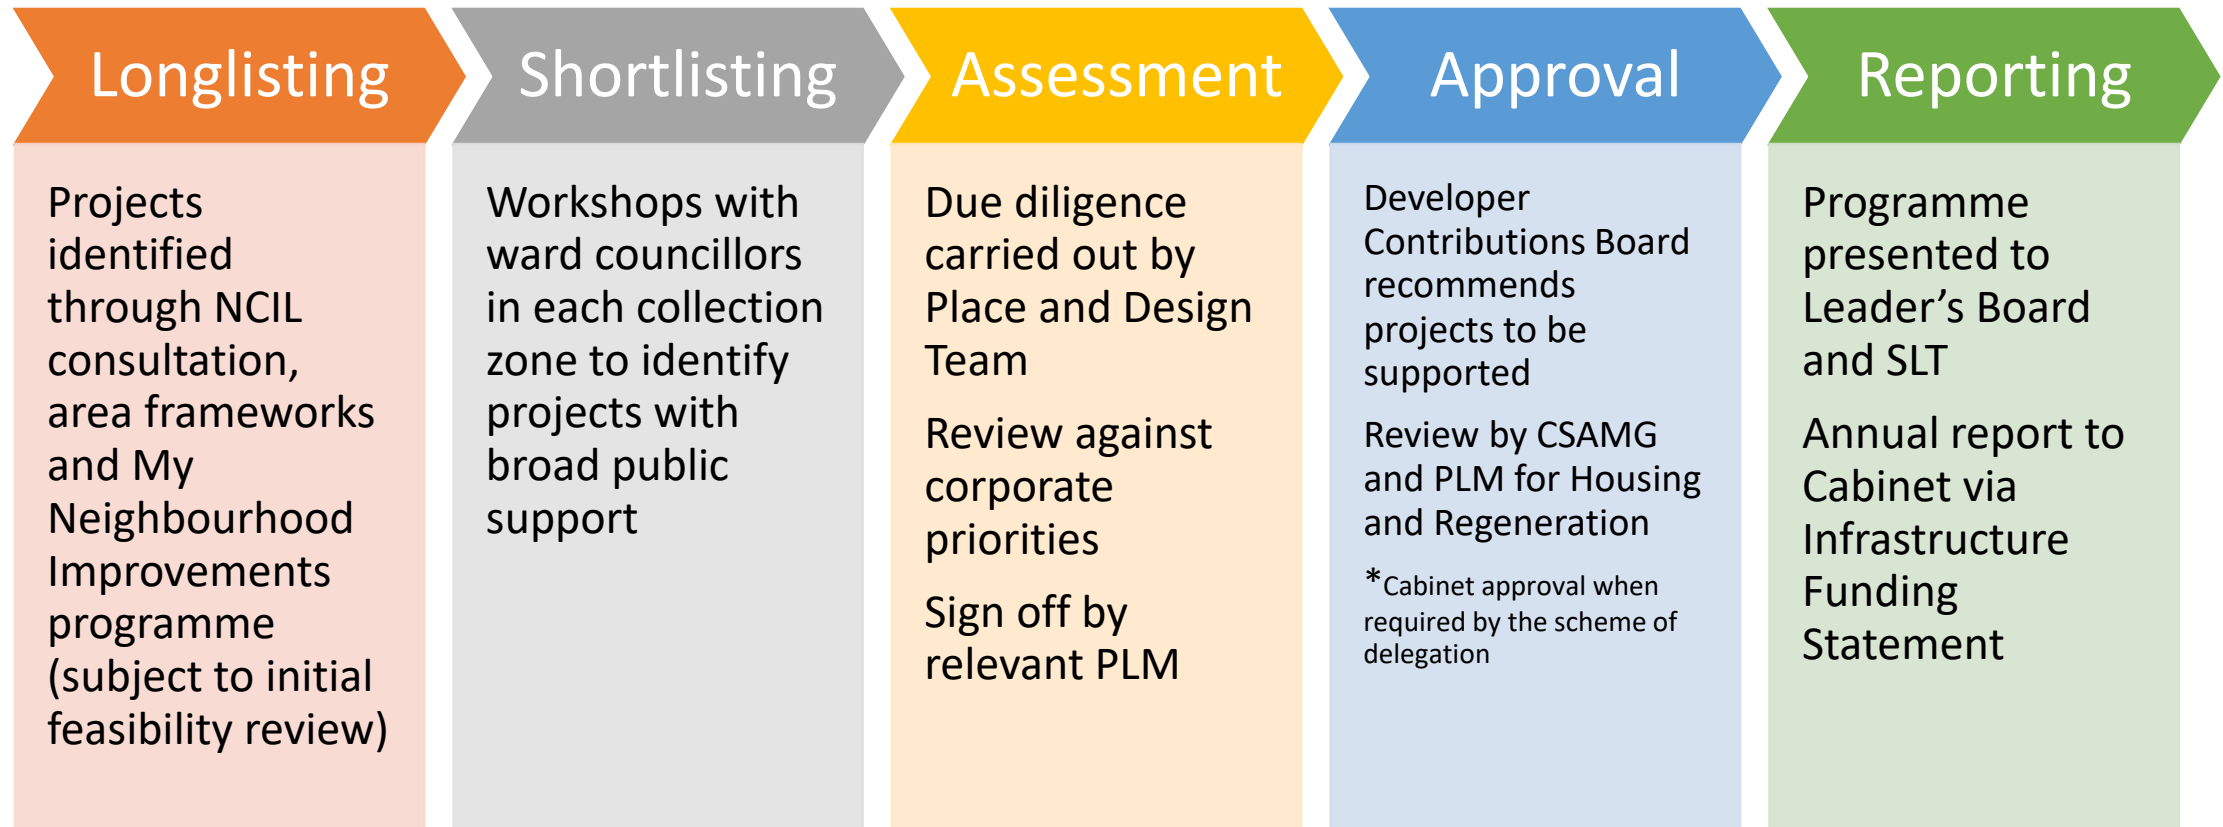 Longlisting
Projects
identified
through NCIL
consultation,
area frameworks
and My
Neighbourhood
Improvements
programme
(subject to initial
feasibility review)
Shortlisting
Workshops with
ward councillors
in each collection
zone to identify
projects with
broad public
support
Assessment
Due diligence
carried out by
Place and Design
Team
Review against
corporate
priorities
Sign off by
relevant PLM
Approval
Developer
Contributions Board
recommends
projects to be
supported
Review by CSAMG
and PLM for Housing
and Regeneration
*Cabinet approval when
required by the scheme of
delegation
Reporting
Programme
presented to
Leader’s Board
and SLT
Annual report to
Cabinet via
Infrastructure
Funding
Statement